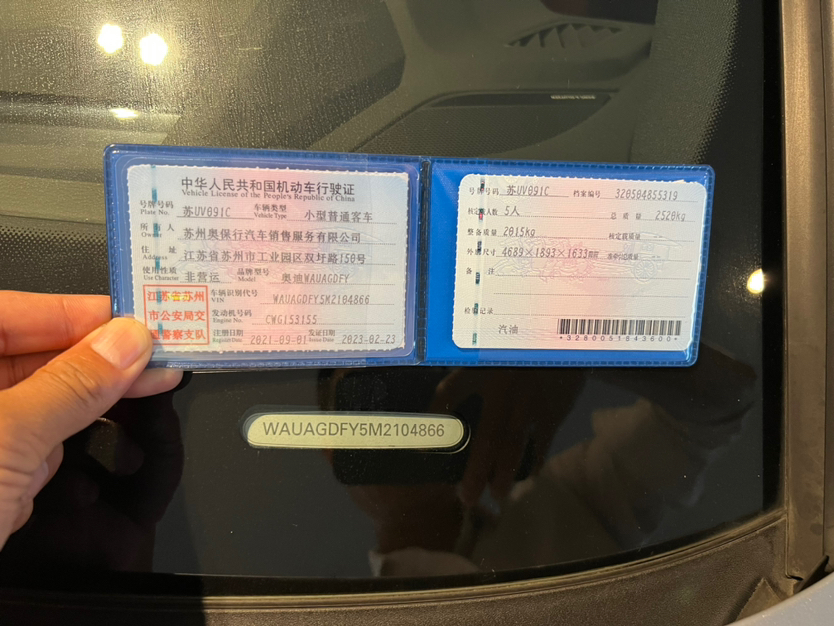 中华人民共和国机动车行驶证
Vehicle License of the People's Republic of China
号牌号码 苏UV091C 车辆类型 小型普通客车
Plate No. Vehicle Type
所有人 苏州奥保行汽车销售服务有限公司
Owner
住址 江苏省苏州市工业园区双圩路150号
Address
使用性质 非营运 品牌型号 奥迪WAUAGDFY
Use Character Model
江苏省苏州
市公安局交
通警察支队
车辆识别代号 WAUAGDFY5M2104866
VIN
发动机号码 CWG153155
Engine No.
注册日期 2021-09-01 发证日期 2023-02-23
Register Date Issue Date
号牌号码 苏UV091C 档案编号 320504855319
核定载人数 5人 总质量 2520kg
整备质量 2015kg 核定载质量 --
外廓尺寸 4689×1893×1633mm --
备注
检验记录
汽油
*3280051643600*
WAUAGDFY5M2104866